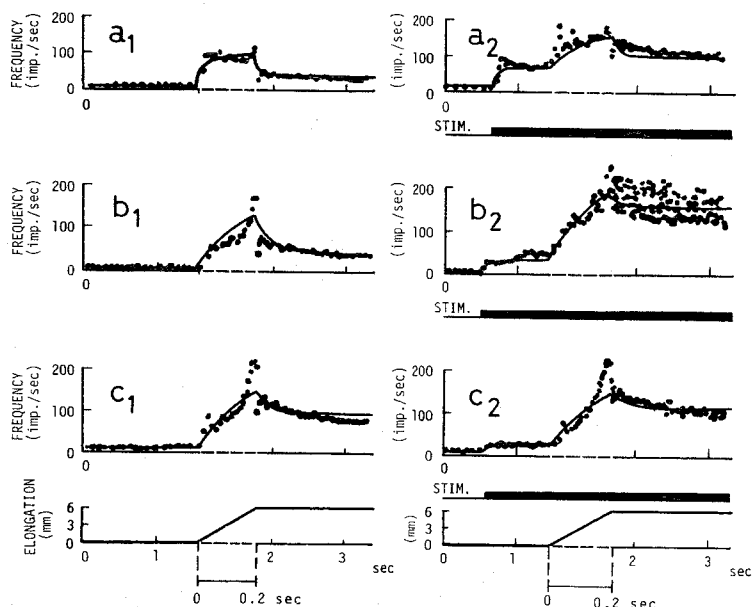 FREQUENCY
(imp./sec)
200
100
0
a1
0
200
100
0
a2
0
STIM.
FREQUENCY
(imp./sec)
200
100
0
b1
0
(imp./sec)
200
100
0
b2
0
STIM.
FREQUENCY
(imp./sec)
200
100
0
c1
0
(imp./sec)
200
100
0
c2
0
STIM.
ELONGATION
(mm)
6
3
0
0 1 2 3 sec
0 0.2 sec
(mm)
6
3
0
0 1 2 3 sec
0 0.2 sec